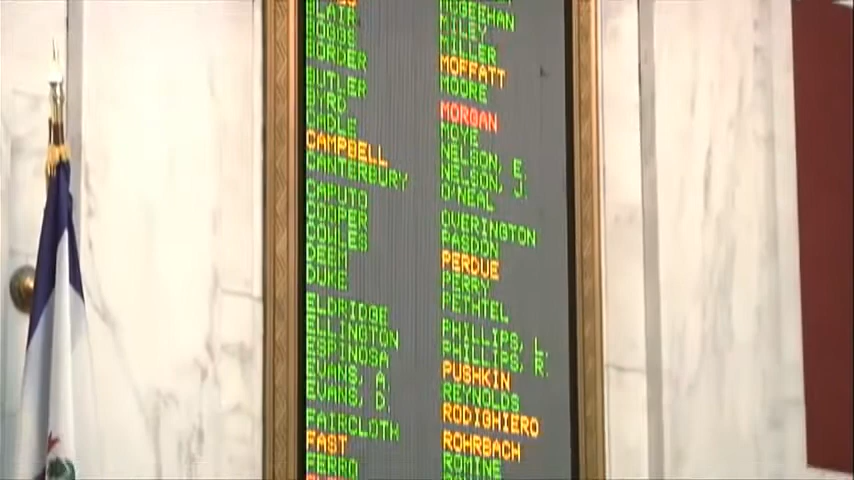 BLAIR
BOGGS
BORDER
BUTLER
BYRD
CADLE
CAMPBELL
CANTERBURY
CAPUTO
COOPER
COWLES
DEEM
DUKE
ELDRIDGE
ELLINGTON
ESPINOSA
EVANS, A.
EVANS, D.
FAIRCLOTH
FAST
FERRO
MCGEEHAN
MILEY
MILLER
MOFFATT
MOORE
MORGAN
MOYE
NELSON, E.
NELSON, J.
O'NEAL
OVERINGTON
PASDON
PERDUE
PERRY
PETHTEL
PHILLIPS, L.
PHILLIPS, R.
PUSHKIN
REYNOLDS
RODIGHIERO
ROHRBACH
ROMINE